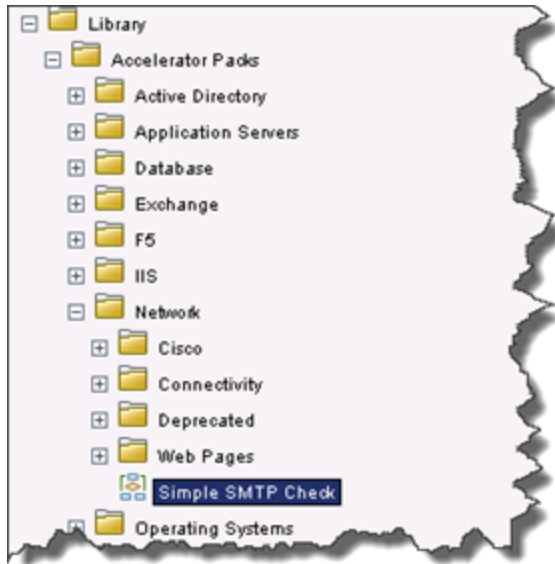 Library
Accelerator Packs
Active Directory
Application Servers
Database
Exchange
F5
IIS
Network
Cisco
Connectivity
Deprecated
Web Pages
Simple SMTP Check
Operating Systems